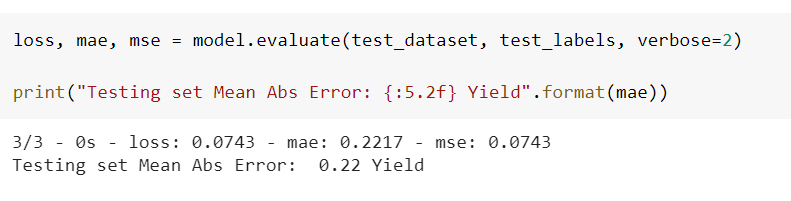 loss, mae, mse = model.evaluate(test_dataset, test_labels, verbose=2)
print("Testing set Mean Abs Error: {:5.2f} Yield".format(mae))
3/3 - 0s - loss: 0.0743 - mae: 0.2217 - mse: 0.0743
Testing set Mean Abs Error:  0.22 Yield